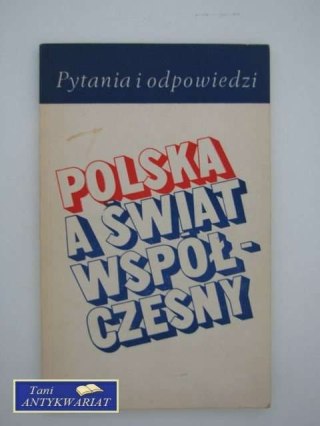 Pytania i odpowiedzi
POLSKA
A ŚWIAT
WSPÓŁ-
CZESNY
Tani
ANTYKWARIAT